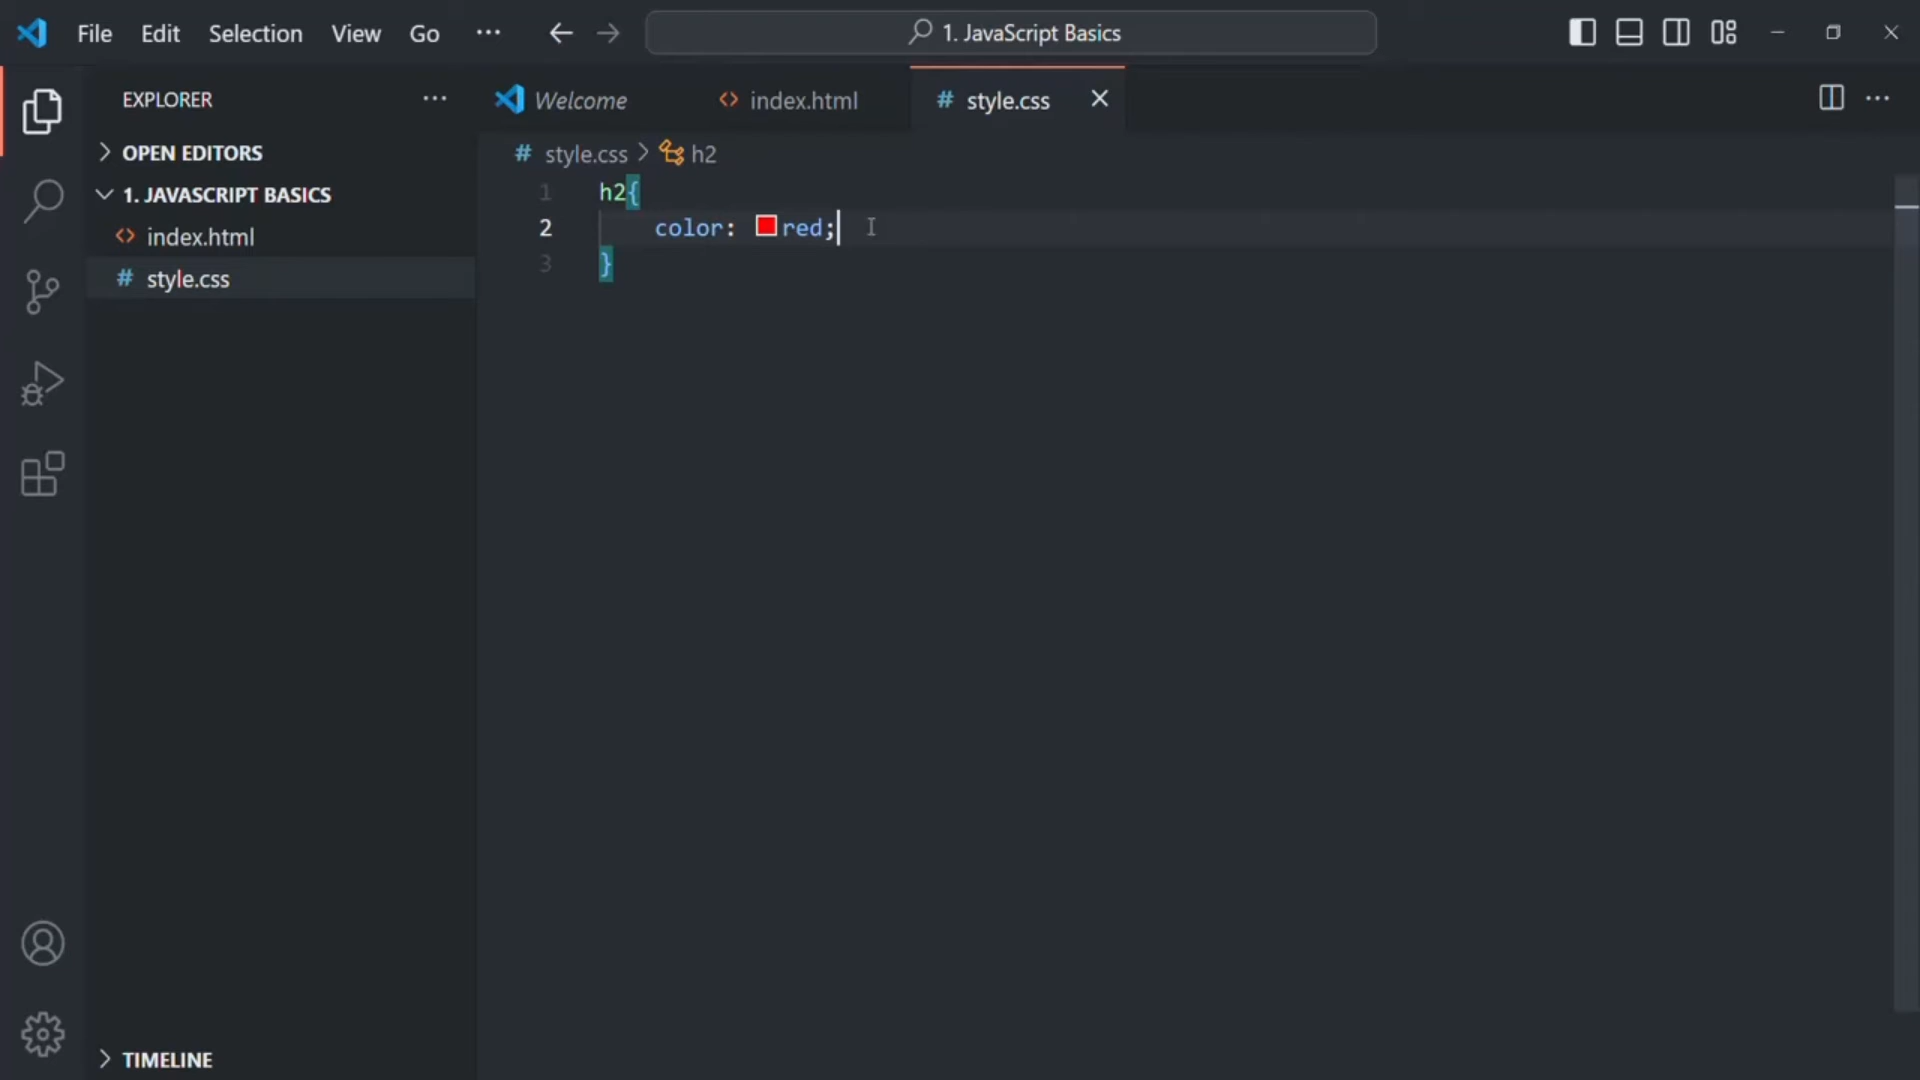 File Edit Selection View Go ··· 1. JavaScript Basics
EXPLORER ···
Welcome index.html style.css
OPEN EDITORS
1. JAVASCRIPT BASICS
index.html
# style.css
# style.css > h2
1 h2{
2 color: red;
3 }
TIMELINE